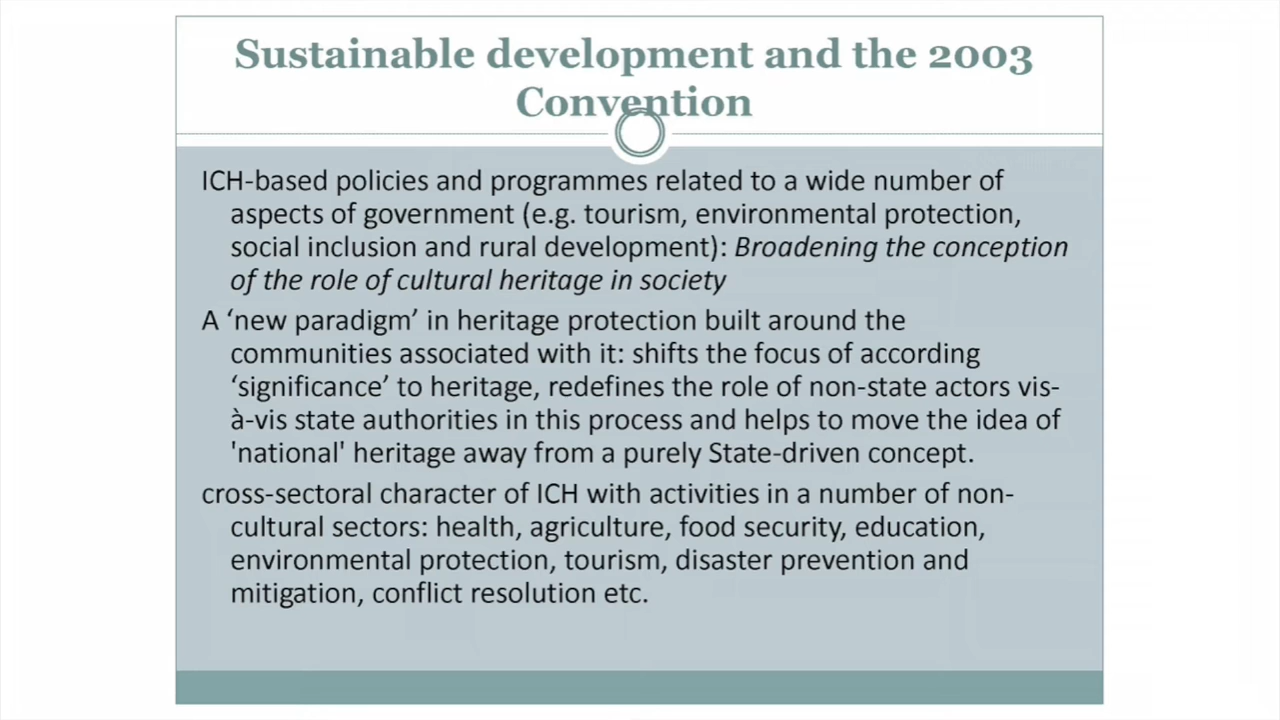 Sustainable development and the 2003
Convention
ICH-based policies and programmes related to a wide number of
aspects of government (e.g. tourism, environmental protection,
social inclusion and rural development): Broadening the conception
of the role of cultural heritage in society
A ‘new paradigm’ in heritage protection built around the
communities associated with it: shifts the focus of according
‘significance’ to heritage, redefines the role of non-state actors vis-
à-vis state authorities in this process and helps to move the idea of
'national' heritage away from a purely State-driven concept.
cross-sectoral character of ICH with activities in a number of non-
cultural sectors: health, agriculture, food security, education,
environmental protection, tourism, disaster prevention and
mitigation, conflict resolution etc.